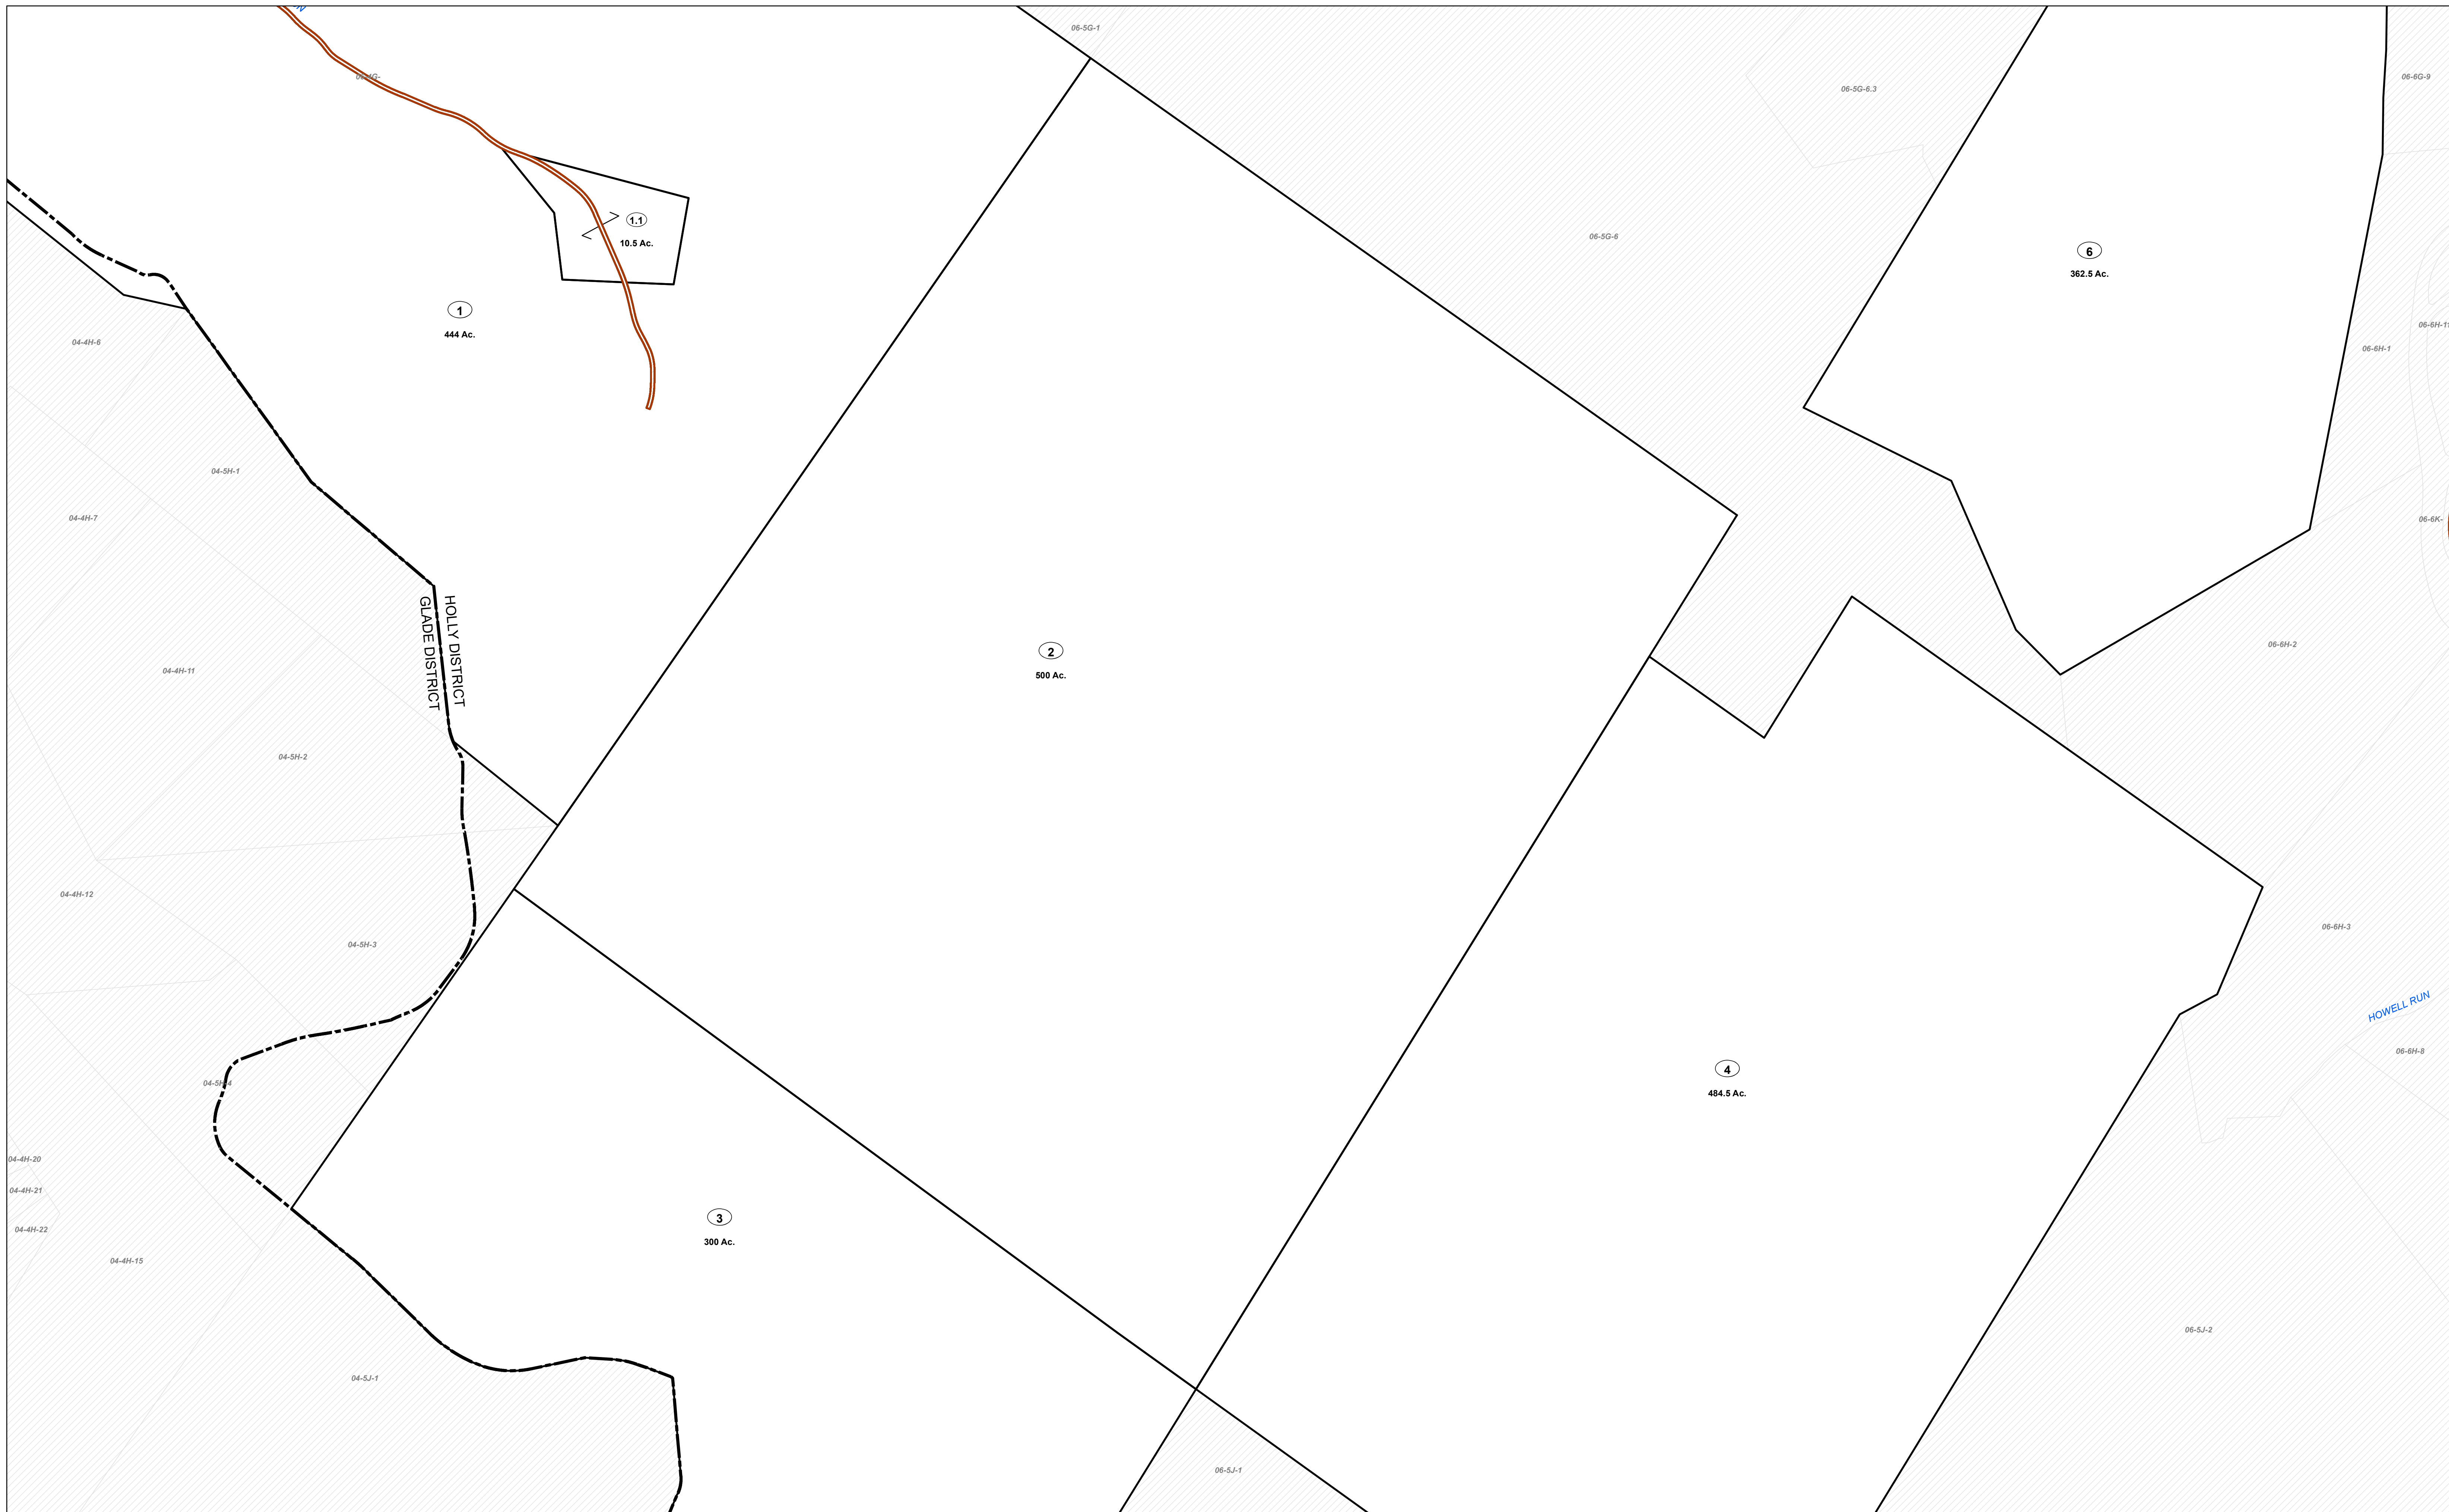 06-5G-1
06-6G-9
06-5G-6.3
1.1
10.5 Ac.
06-5G-6
6
362.5 Ac.
1
444 Ac.
04-4H-6
06-6H-1
04-5H-1
04-4H-7
06-6K-
HOLLY DISTRICT
GLADE DISTRICT
2
500 Ac.
06-6H-2
04-4H-11
04-5H-2
04-4H-12
04-5H-3
06-6H-3
HOWELL RUN
06-6H-8
4
484.5 Ac.
04-5H-4
04-4H-20
04-4H-21
04-4H-22
3
300 Ac.
04-4H-15
06-5J-2
04-5J-1
06-5J-1